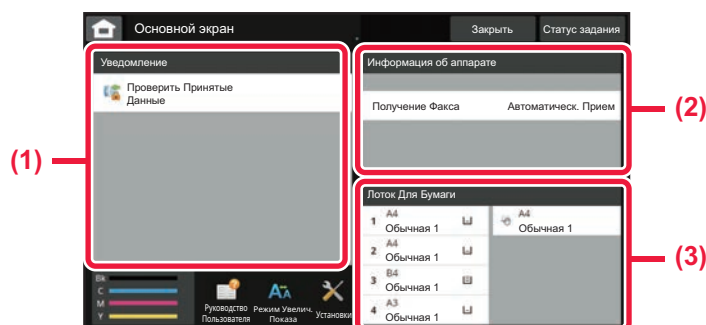 Основной экран
Закрыть
Статус задания
Уведомление
Проверить Принятые
Данные
(1)
Информация об аппарате
Получение Факса Автоматическ. Прием
(2)
Лоток Для Бумаги
1 A4
Обычная 1
2 A4
Обычная 1
3 B4
Обычная 1
4 A3
Обычная 1
A4
Обычная 1
(3)
Bk
C
M
Y
Руководство
Пользователя
Режим Увелич.
Показа
Установки